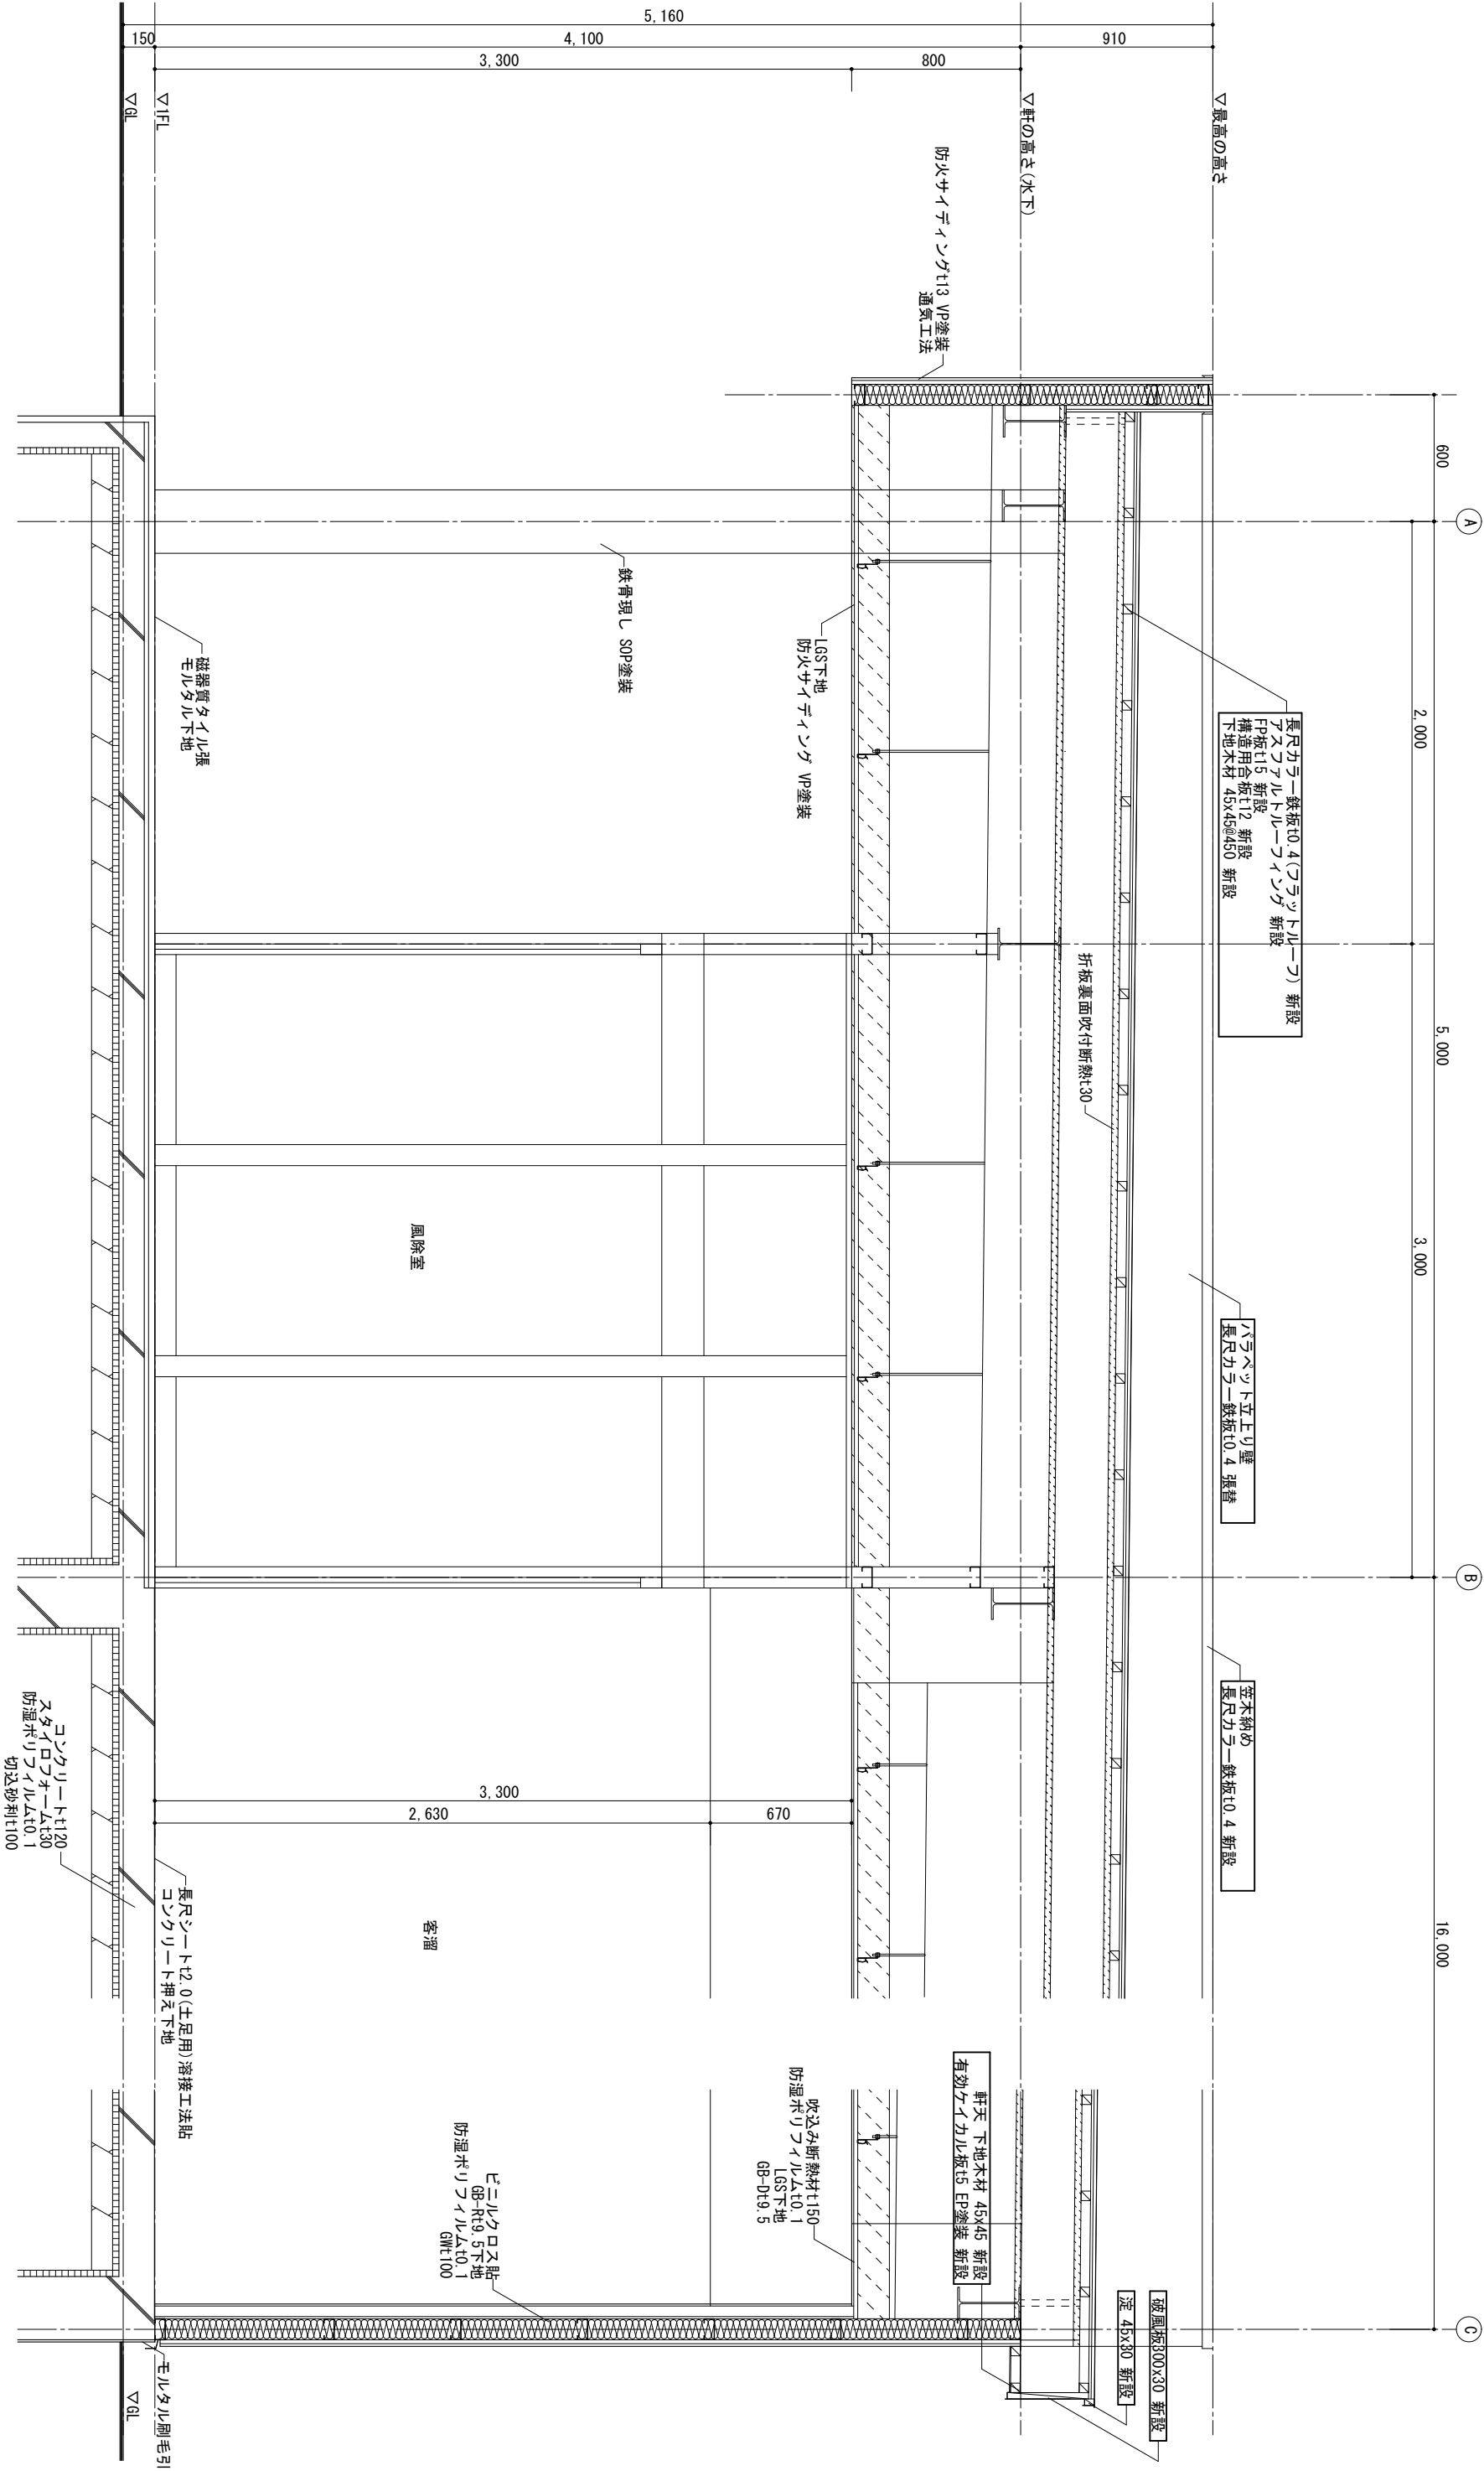 5,160
150
4,100
910
3,300
800
▽GL
▽1FL
▽軒の高さ(水下)
▽最高の高さ
防火サイディングt13 VP塗装
通気工法
600
A
2,000
5,000
3,000
B
16,000
C
長尺カラー鉄板t0.4(フラットルーフ) 新設
アスファルトルーフィング 新設
FP板t15 新設
構造用合板t12 新設
下地木材 45x45@450 新設
パラペット立上り壁
長尺カラー鉄板t0.4 張替
笠木納め
長尺カラー鉄板t0.4 新設
折板裏面吹付断熱t30
LGS下地
防火サイディング VP塗装
鉄骨現し SOP塗装
磁器質タイル張
モルタル下地
風除室
3,300
2,630
670
客溜
長尺シートt2.0(土足用)溶接工法貼
コンクリート押え下地
コンクリートt120
スタイロフォームt30
防湿ポリフィルムt0.1
切込砂利t100
軒天 下地木材 45x45 新設
有効ケイカル板t5 EP塗装 新設
吹込み断熱材t150
防湿ポリフィルムt0.1
LGS下地
GB-Dt9.5
ビニルクロス貼
GB-Rt9.5下地
防湿ポリフィルムt0.1
GWt100
破風板300x30 新設
淀 45x30 新設
▽GL
モルタル刷毛引